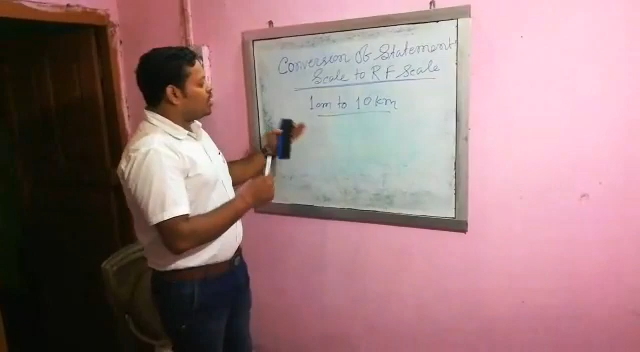 Conversion of Statement
Scale to RF Scale
1cm to 10km